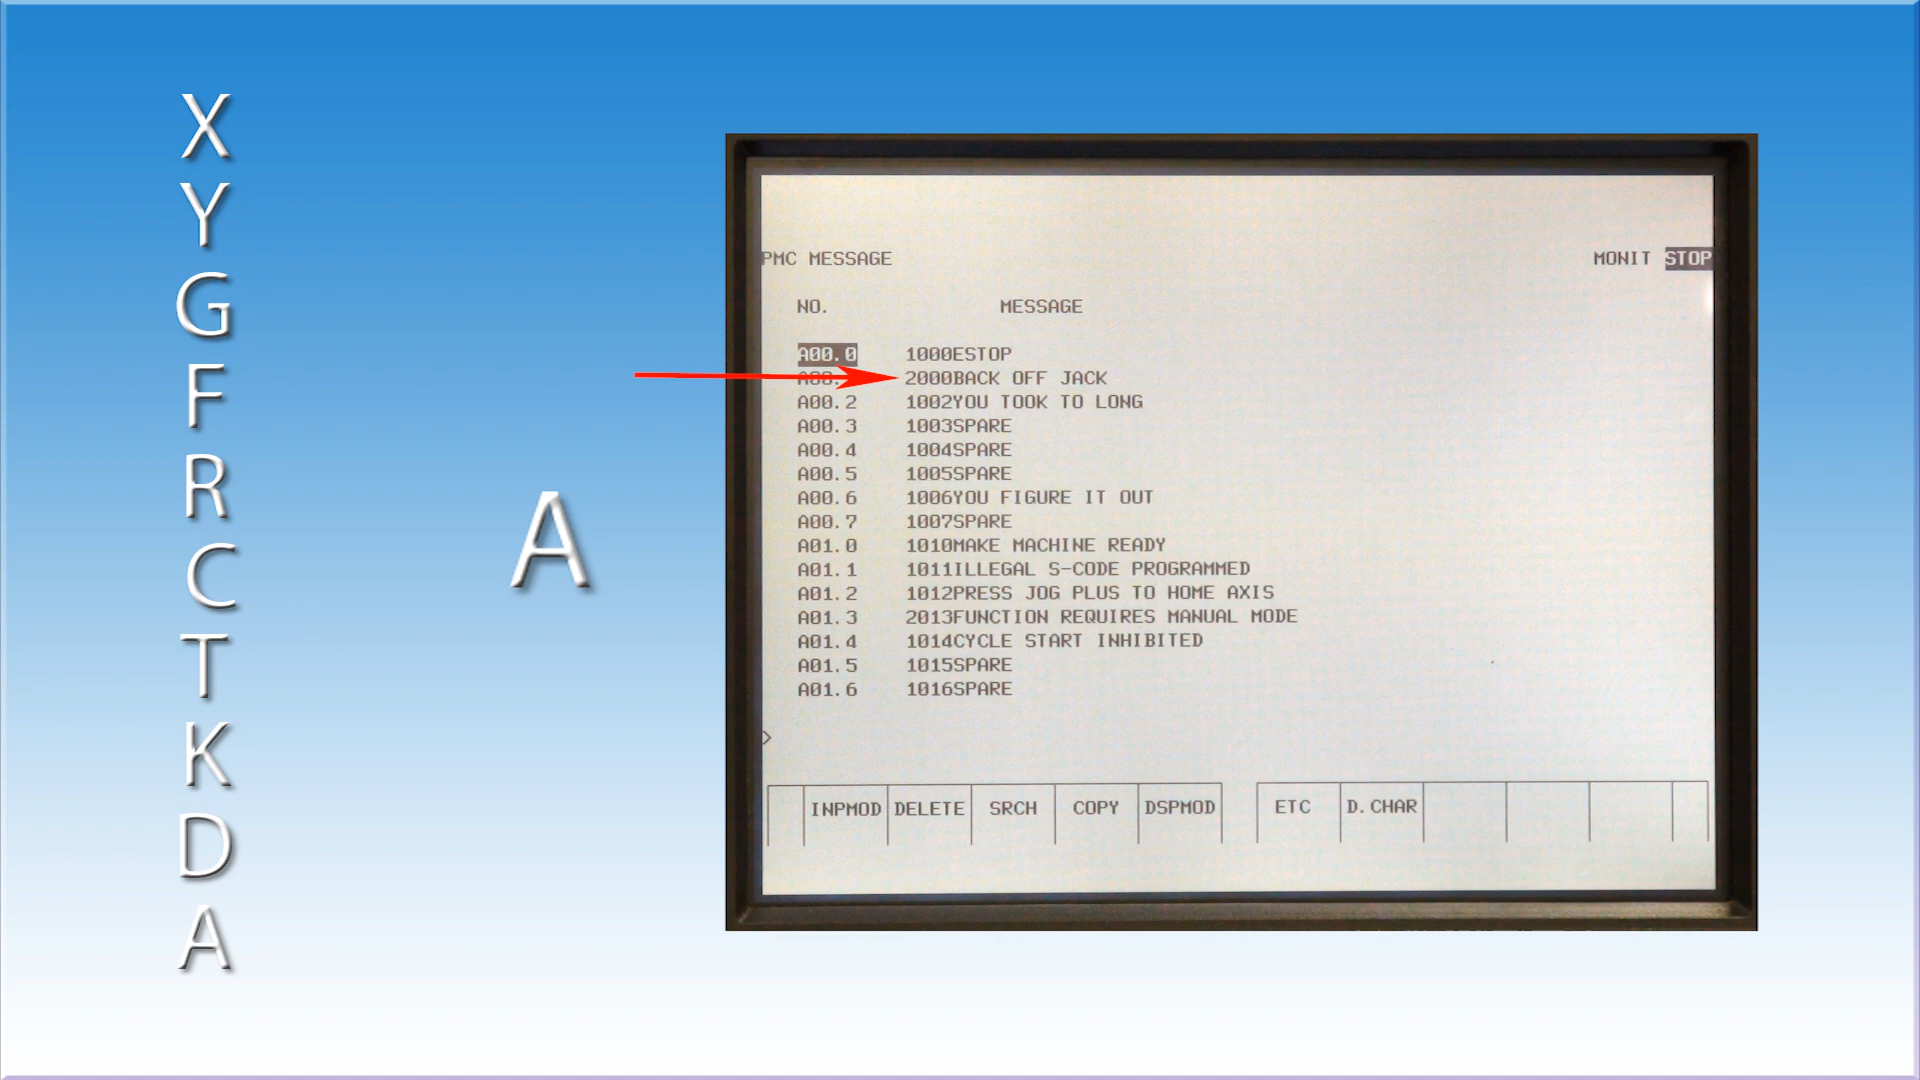 X
Y
G
F
R
C
T
K
D
A
A
PMC MESSAGE MONIT STOP
NO. MESSAGE
A00.0 1000ESTOP
A00. 2000BACK OFF JACK
A00.2 1002YOU TOOK TO LONG
A00.3 1003SPARE
A00.4 1004SPARE
A00.5 1005SPARE
A00.6 1006YOU FIGURE IT OUT
A00.7 1007SPARE
A01.0 1010MAKE MACHINE READY
A01.1 1011ILLEGAL S-CODE PROGRAMMED
A01.2 1012PRESS JOG PLUS TO HOME AXIS
A01.3 2013FUNCTION REQUIRES MANUAL MODE
A01.4 1014CYCLE START INHIBITED
A01.5 1015SPARE
A01.6 1016SPARE
>
INPMOD DELETE SRCH COPY DSPMOD ETC D.CHAR